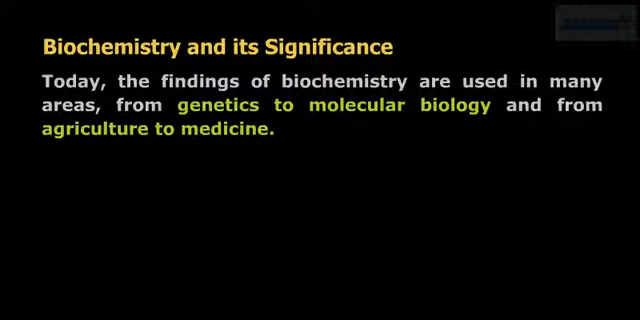 Biochemistry and its Significance
Today, the findings of biochemistry are used in many
areas, from genetics to molecular biology and from
agriculture to medicine.